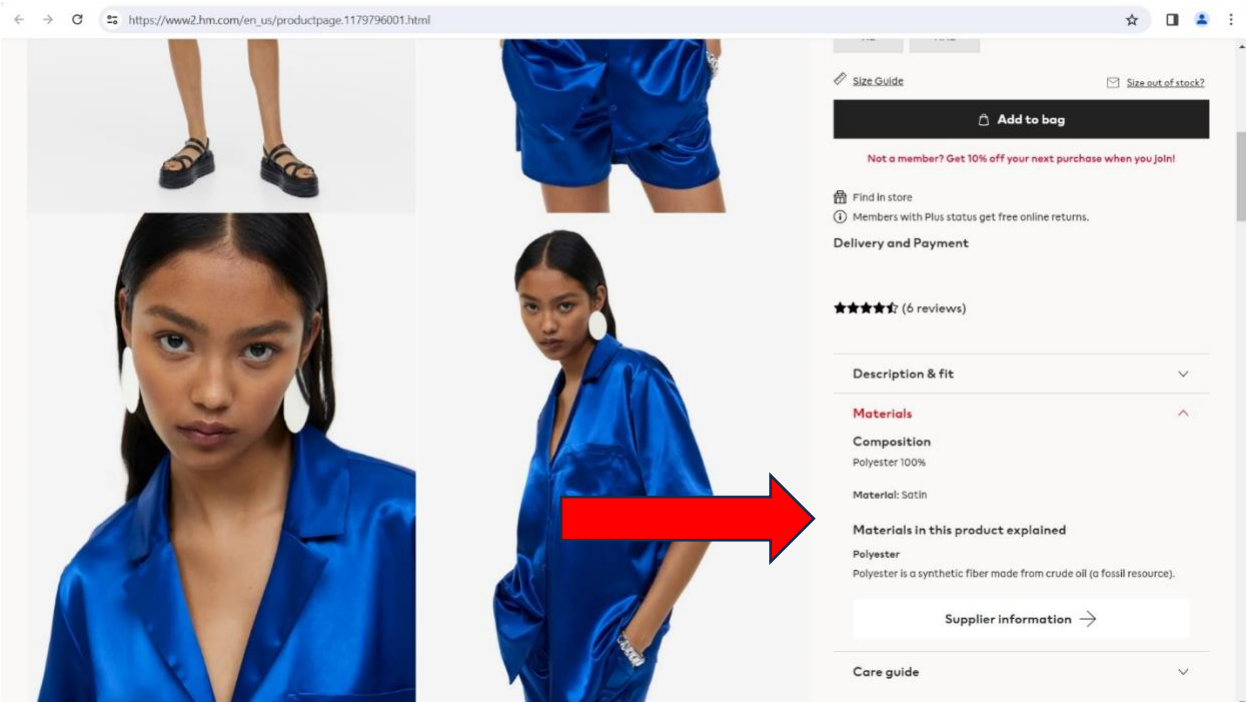 https://www2.hm.com/en_us/productpage.1179796001.html
Size Guide
Size out of stock?
Add to bag
Not a member? Get 10% off your next purchase when you join!
Find in store
Members with Plus status get free online returns.
Delivery and Payment
(6 reviews)
Description & fit
Materials
Composition
Polyester 100%
Material: Satin
Materials in this product explained
Polyester
Polyester is a synthetic fiber made from crude oil (a fossil resource).
Supplier information
Care guide